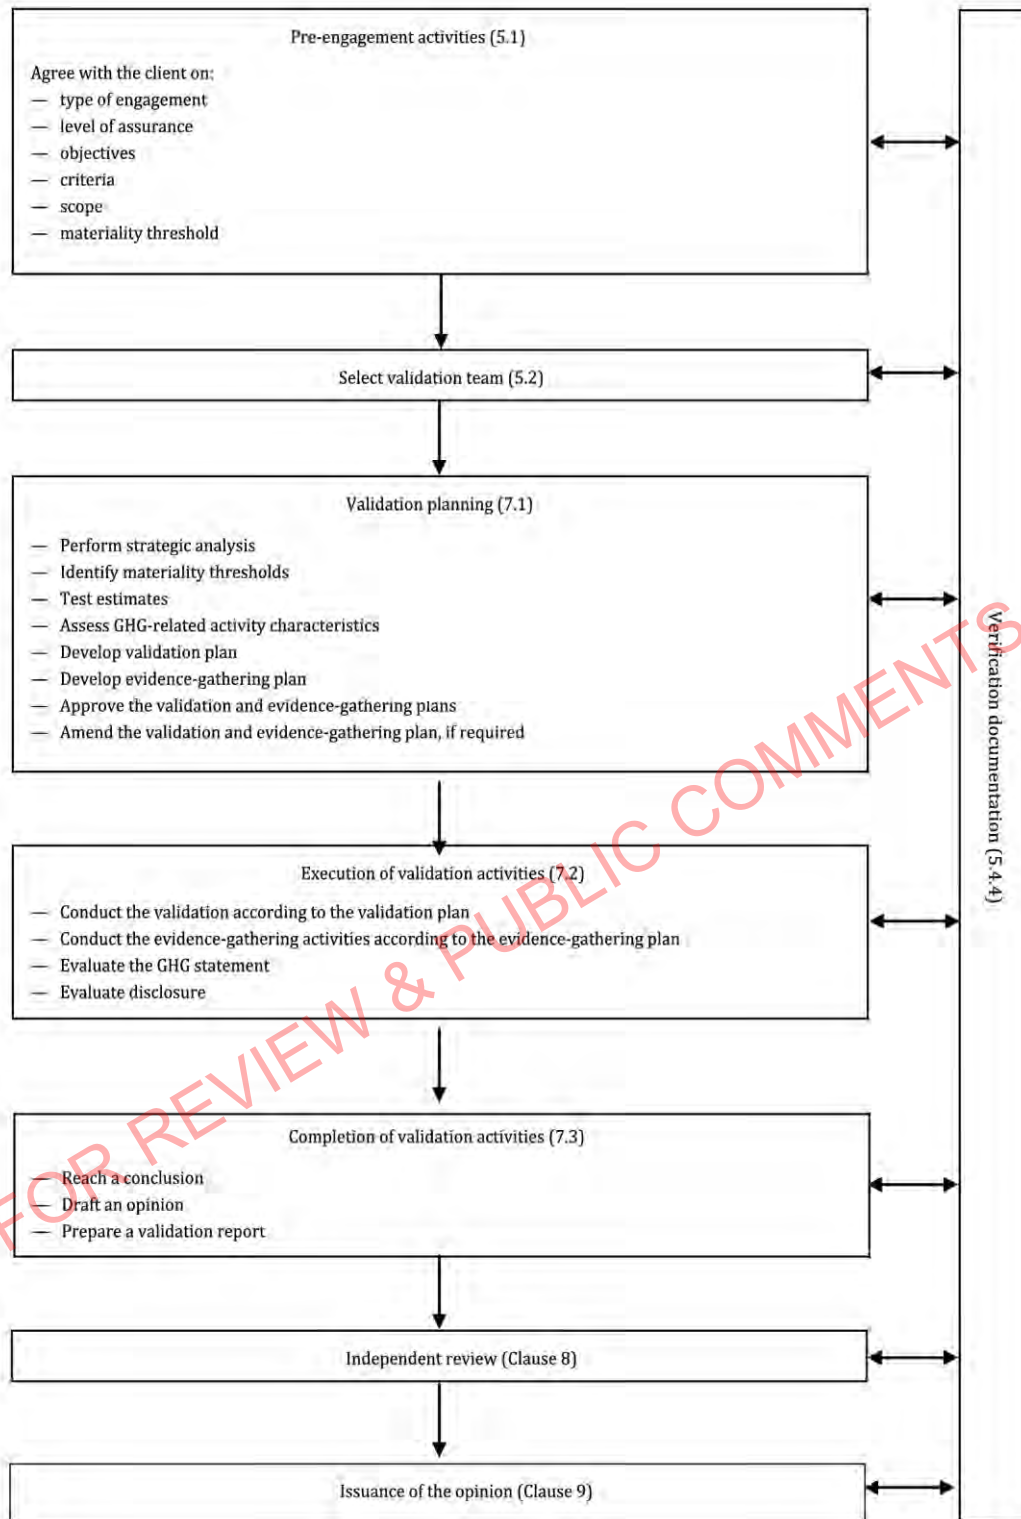 Pre-engagement activities (5.1)
Agree with the client on:
— type of engagement
— level of assurance
— objectives
— criteria
— scope
— materiality threshold
Select validation team (5.2)
Validation planning (7.1)
— Perform strategic analysis
— Identify materiality thresholds
— Test estimates
— Assess GHG-related activity characteristics
— Develop validation plan
— Develop evidence-gathering plan
— Approve the validation and evidence-gathering plans
— Amend the validation and evidence-gathering plan, if required
Execution of validation activities (7.2)
— Conduct the validation according to the validation plan
— Conduct the evidence-gathering activities according to the evidence-gathering plan
— Evaluate the GHG statement
— Evaluate disclosure
Completion of validation activities (7.3)
— Reach a conclusion
— Draft an opinion
— Prepare a validation report
Independent review (Clause 8)
Issuance of the opinion (Clause 9)
Verification documentation (5.4.4)
FOR REVIEW & PUBLIC COMMENTS